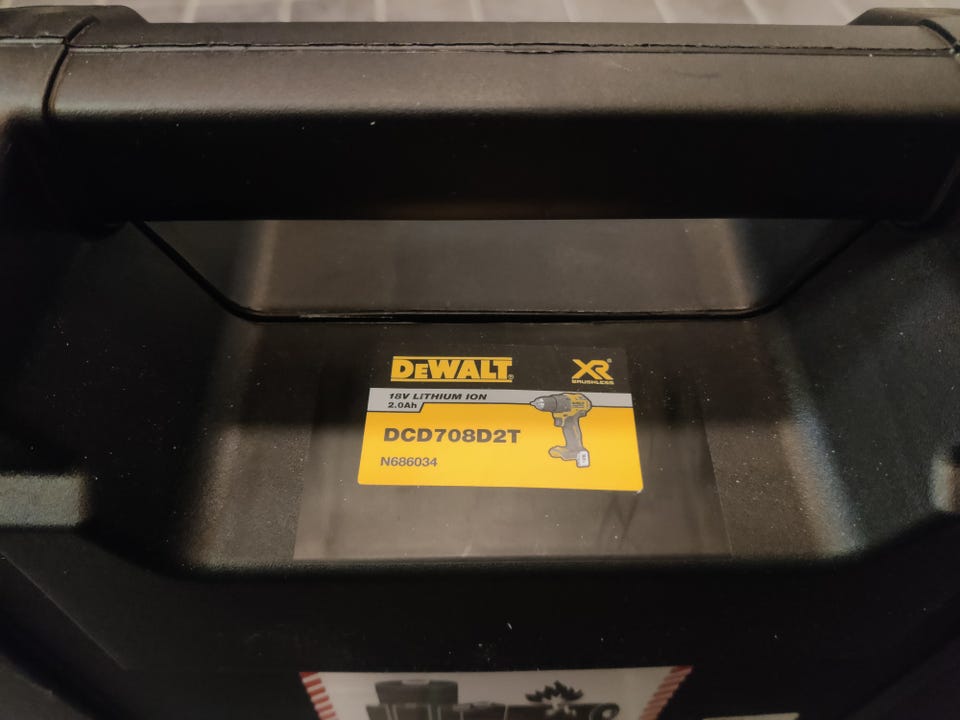 DEWALT®
XR®
BRUSHLESS
18V LITHIUM ION
2.0Ah
DCD708D2T
N686034